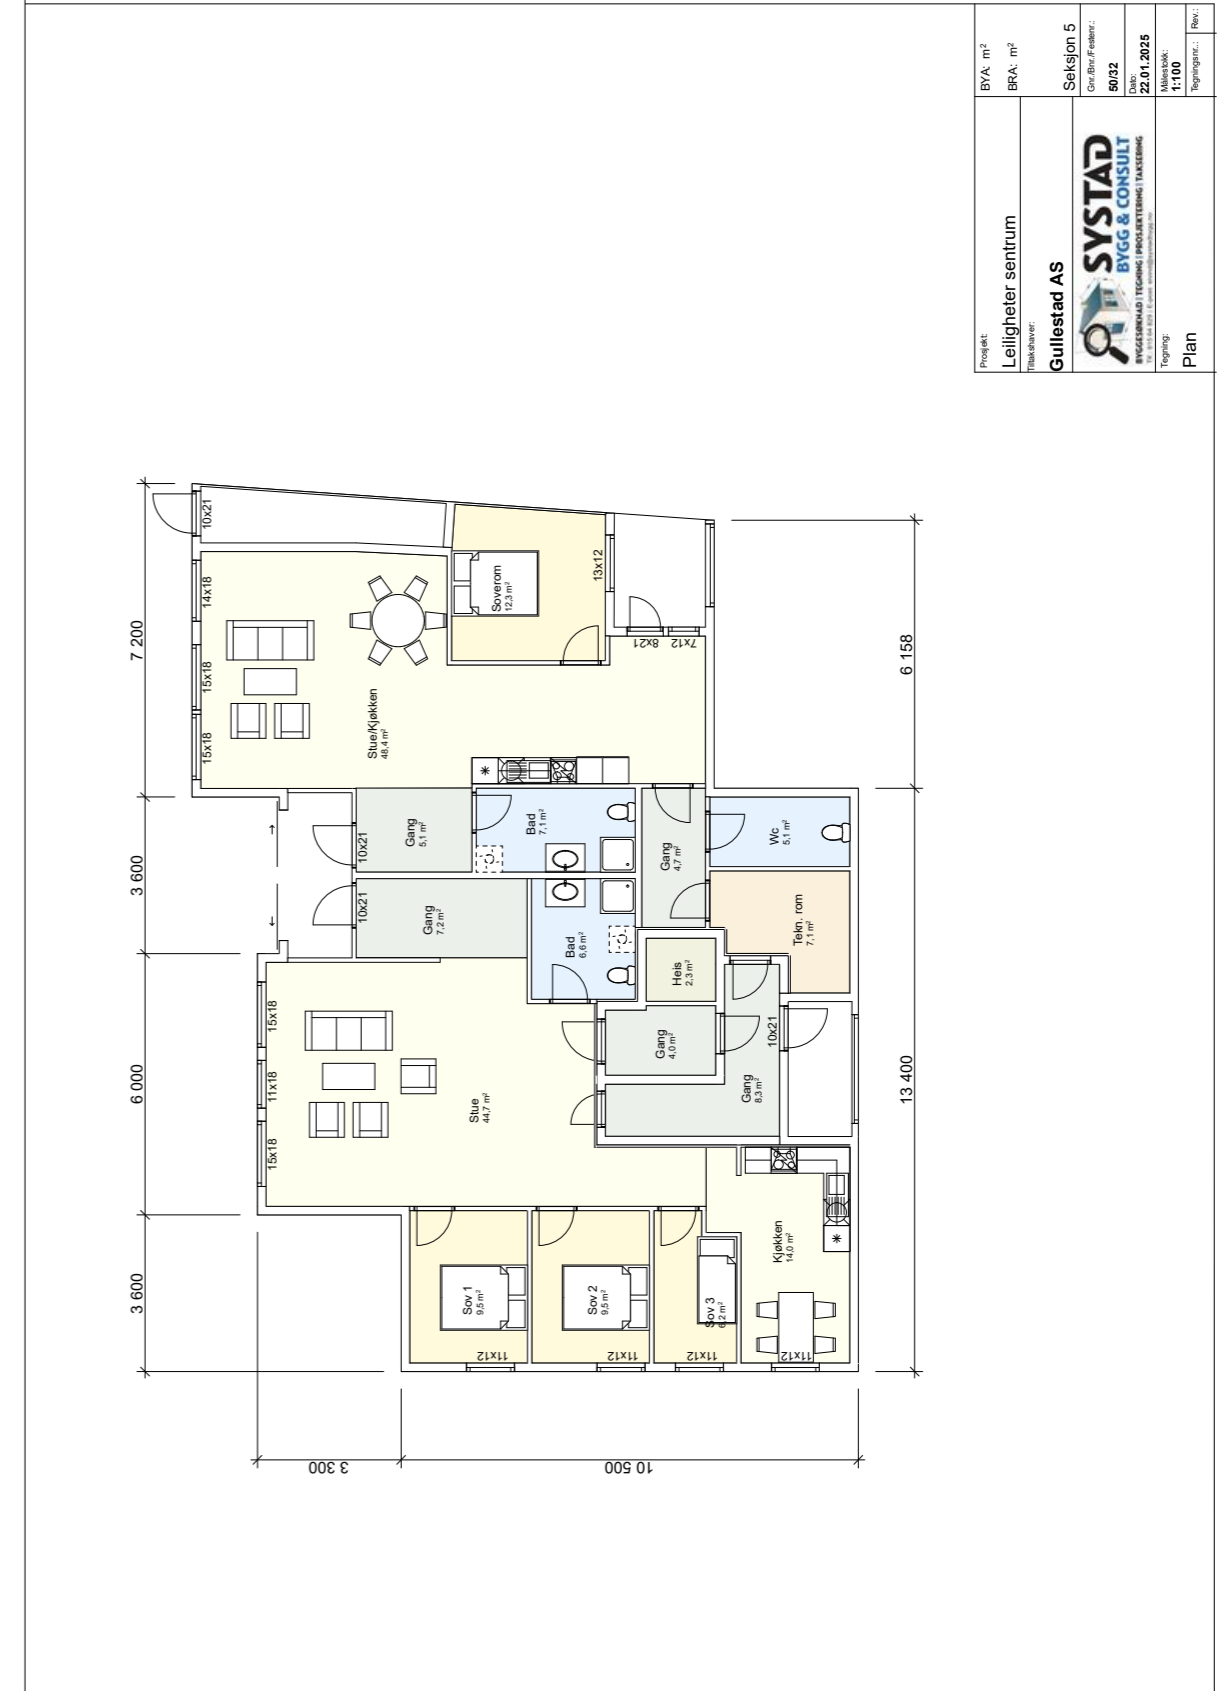 Prosjekt:
Leiligheter sentrum
Tiltakshaver:
Gullestad AS
BYA: m²
BRA: m²
Seksjon 5
Gnr./Bnr./Festenr.:
50/32
Dato:
22.01.2025
Målestokk:
1:100
Tegningsnr.:
Rev.:
SYSTAD
BYGG & CONSULT
BYGGESØKNAD | TEGNING | PROSJEKTERING | TAKSERING
Tegning:
Plan
3 600
6 000
3 600
7 200
15x18
11x18
15x18
15x18
15x18
14x18
10x21
10x21
10x21
Stue
44,7 m²
Gang
7,2 m²
Gang
5,1 m²
Stue/Kjøkken
48,4 m²
Soverom
12,3 m²
13x12
8x21
7x12
Bad
6,6 m²
Bad
7,1 m²
Gang
4,7 m²
Wc
5,1 m²
Tekn. rom
7,1 m²
Heis
2,3 m²
Gang
4,0 m²
Gang
8,3 m²
10x21
Sov 1
9,5 m²
Sov 2
9,5 m²
Sov 3
6,2 m²
Kjøkken
14,0 m²
11x12
11x12
11x12
11x12
3 300
10 500
13 400
6 158